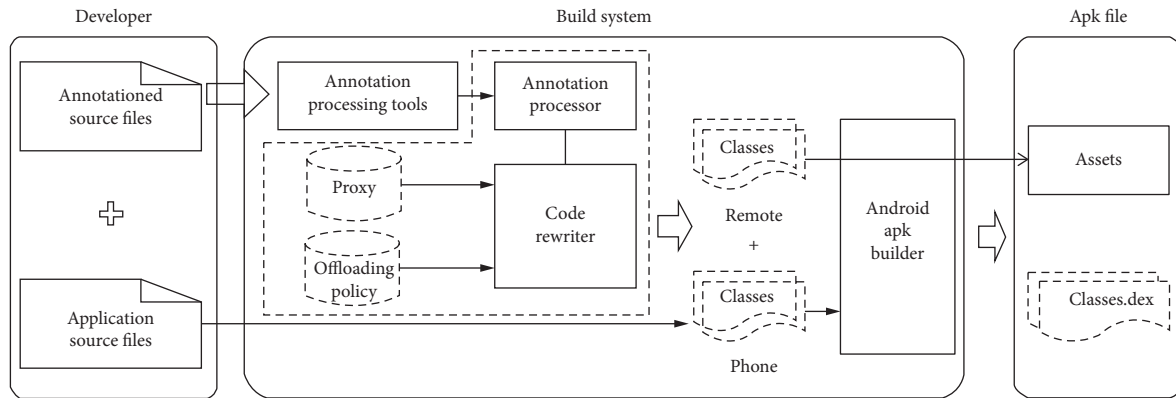 Developer
Build system
Apk file
Annotationed
source files
Annotation
processing tools
Annotation
processor
Proxy
Offloading
policy
Code
rewriter
Classes
Remote
+
Classes
Phone
Android
apk
builder
Assets
Classes.dex
Application
source files